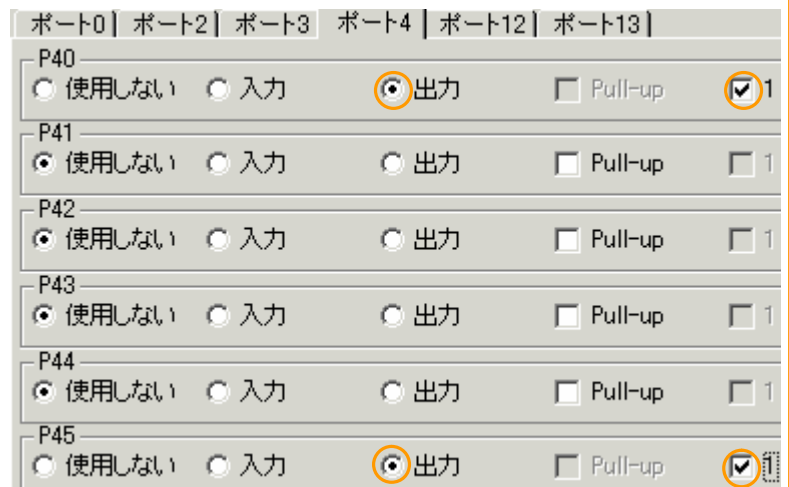 ポート0 ポート2 ポート3 ポート4 ポート12 ポート13
P40
使用しない 入力 出力 Pull-up 1
P41
使用しない 入力 出力 Pull-up 1
P42
使用しない 入力 出力 Pull-up 1
P43
使用しない 入力 出力 Pull-up 1
P44
使用しない 入力 出力 Pull-up 1
P45
使用しない 入力 出力 Pull-up 1